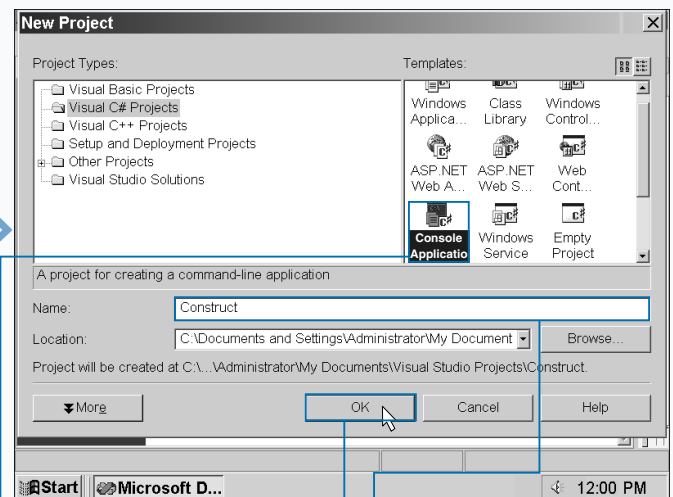 New Project
Project Types:
Templates:
Visual Basic Projects
Visual C# Projects
Visual C++ Projects
Setup and Deployment Projects
Other Projects
Visual Studio Solutions
Windows Applica...
Class Library
Windows Control...
ASP.NET Web A...
ASP.NET Web S...
Web Cont...
Console Applicatio
Windows Service
Empty Project
A project for creating a command-line application
Name:
Construct
Location:
C:\Documents and Settings\Administrator\My Document
Browse...
Project will be created at C:\...\Administrator\My Documents\Visual Studio Projects\Construct.
More
OK
Cancel
Help
Start
Microsoft D...
12:00 PM